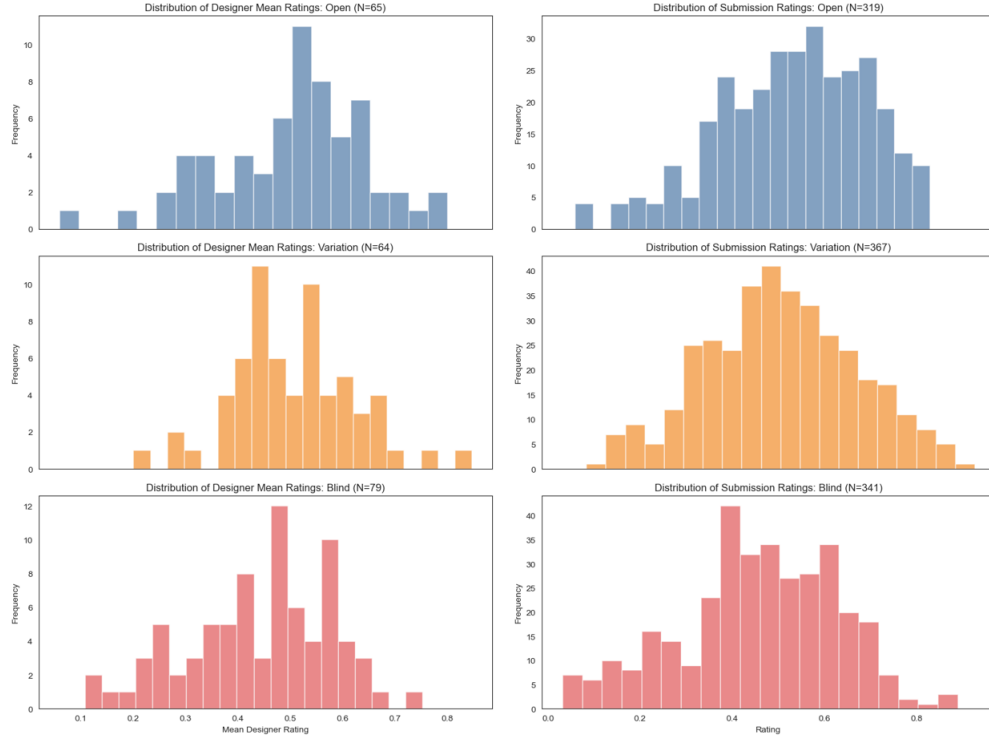 Distribution of Designer Mean Ratings: Open (N=65)
Frequency
10
8
6
4
2
0
Distribution of Submission Ratings: Open (N=319)
Frequency
30
25
20
15
10
5
0
Distribution of Designer Mean Ratings: Variation (N=64)
Frequency
10
8
6
4
2
0
Distribution of Submission Ratings: Variation (N=367)
Frequency
40
35
30
25
20
15
10
5
0
Distribution of Designer Mean Ratings: Blind (N=79)
Frequency
12
10
8
6
4
2
0
0.1 0.2 0.3 0.4 0.5 0.6 0.7 0.8
Mean Designer Rating
Distribution of Submission Ratings: Blind (N=341)
Frequency
40
35
30
25
20
15
10
5
0
0.0 0.2 0.4 0.6 0.8
Rating